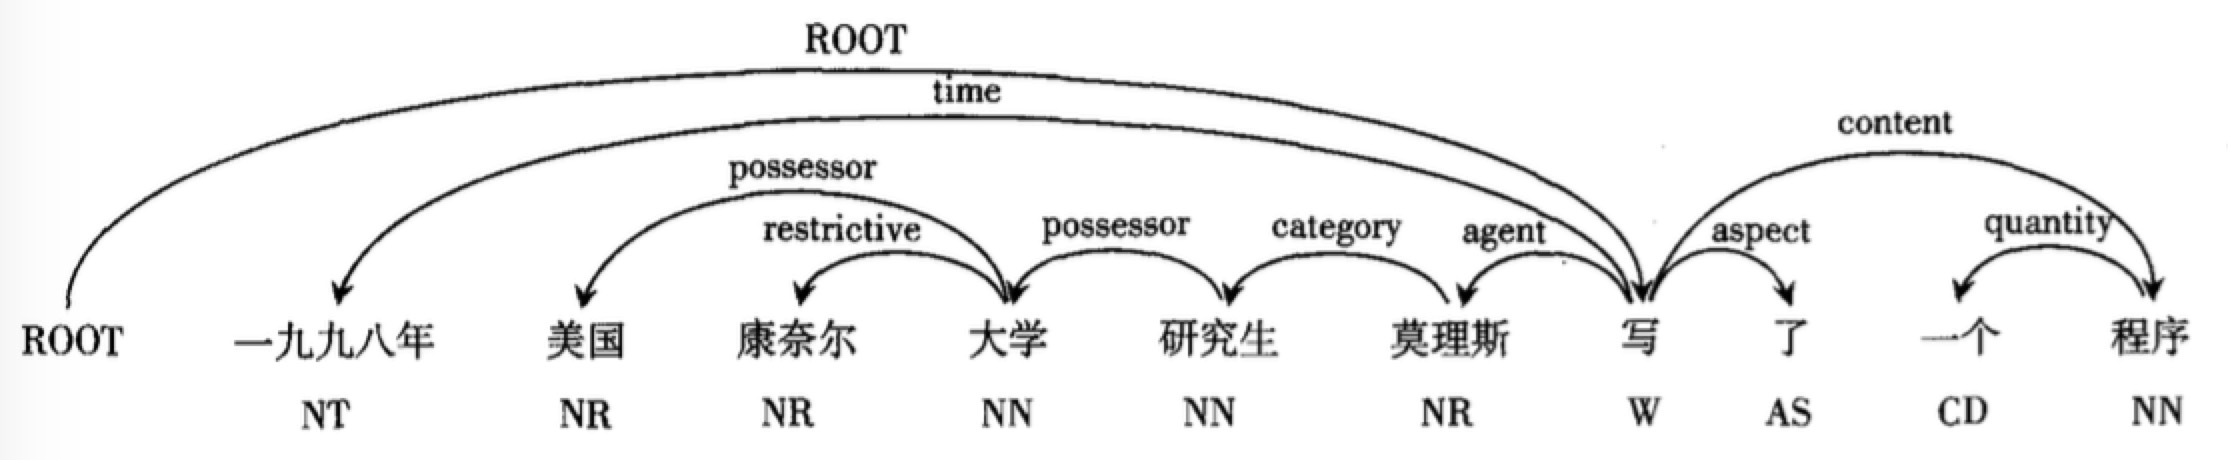 ROOT
time
content
possessor
restrictive possessor category agent aspect quantity
ROOT 一九九八年 美国 康奈尔 大学 研究生 莫理斯 写 了 一个 程序
NT NR NR NN NN NR W AS CD NN